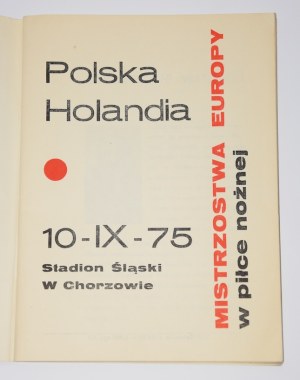 Polska
Holandia
10-IX-75
Stadion Śląski
W Chorzowie
MISTRZOSTWA EUROPY
w piłce nożnej